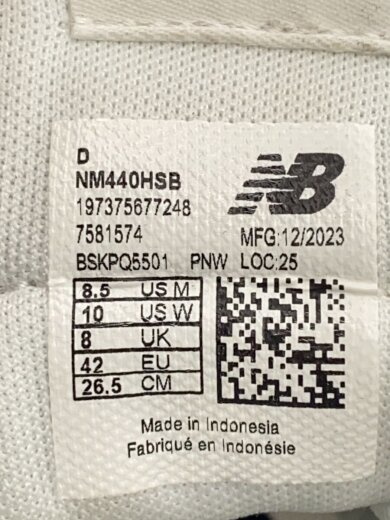 D
NM440HSB
197375677248
7581574 MFG:12/2023
BSKPQ5501 PNW LOC:25
8.5 US M
10 US W
8 UK
42 EU
26.5 CM
Made in Indonesia
Fabriqué en Indonésie
NB